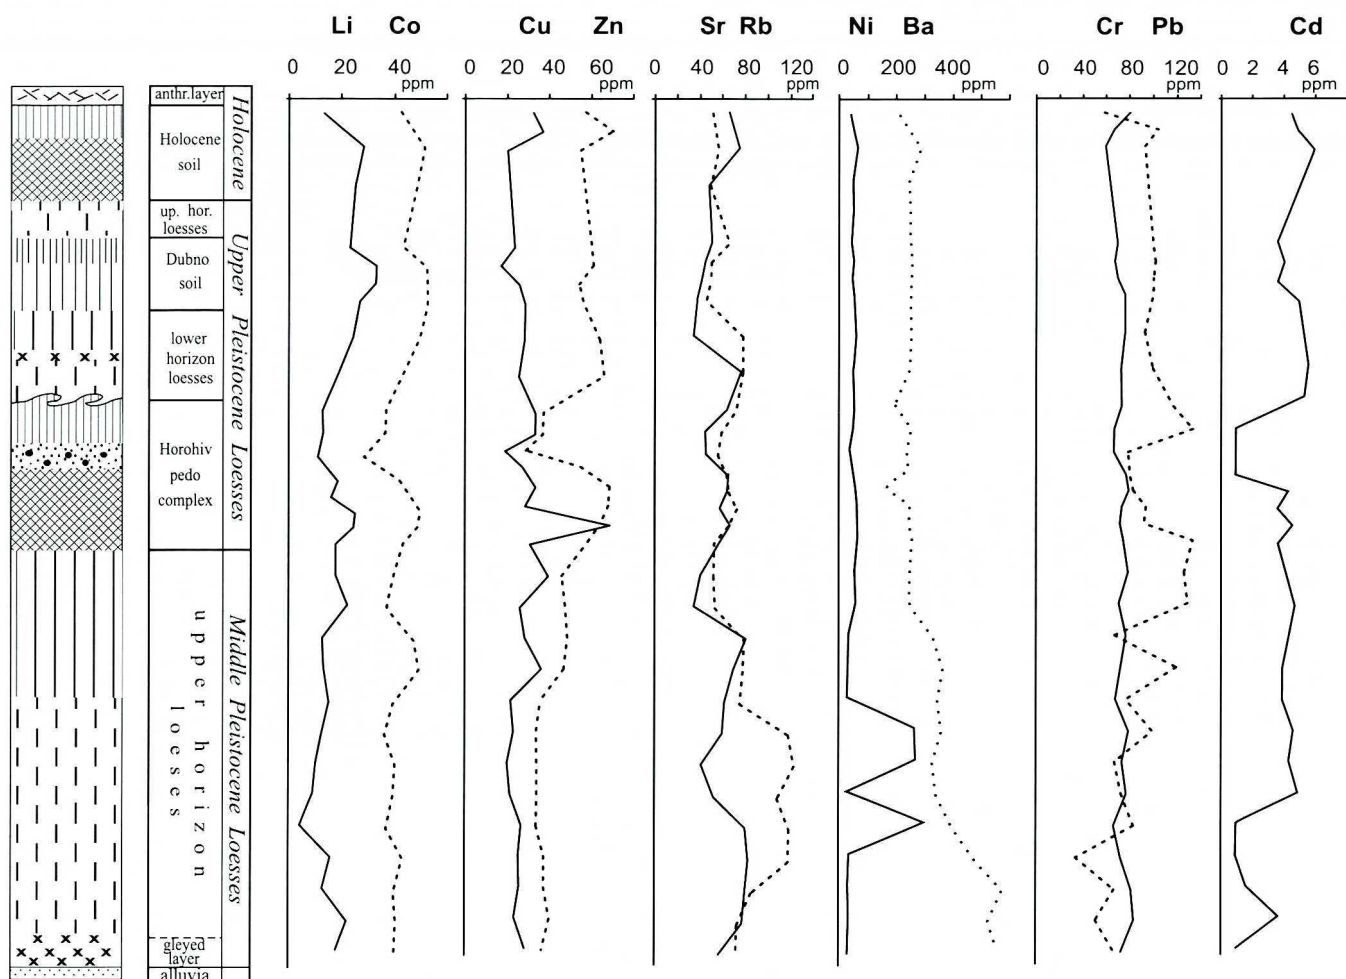 Li Co Cu Zn Sr Rb Ni Ba Cr Pb Cd
0 20 40 ppm
0 20 40 60 ppm
0 40 80 120 ppm
0 200 400 ppm
0 40 80 120 ppm
0 2 4 6 ppm
anthr.layer
Holocene
soil
up. hor.
loesses
Dubno
soil
lower
horizon
loesses
Horohiv
pedo
complex
upper horizon
loesses
gleyed
layer
alluvia
Holocene
Upper Pleistocene Loesses
Middle Pleistocene Loesses